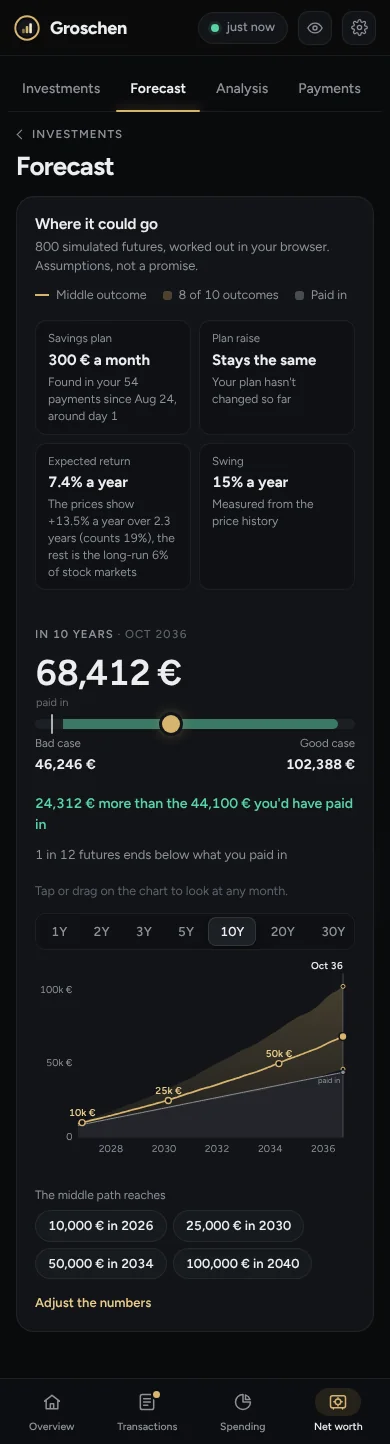 Groschen
just now
Investments
Forecast
Analysis
Payments
INVESTMENTS
Forecast
Where it could go
800 simulated futures, worked out in your browser.
Assumptions, not a promise.
Middle outcome
8 of 10 outcomes
Paid in
Savings plan
300 € a month
Found in your 54
payments since Aug 24,
around day 1
Plan raise
Stays the same
Your plan hasn't
changed so far
Expected return
7.4% a year
The prices show
+13.5% a year over 2.3
years (counts 19%), the
rest is the long-run 6%
of stock markets
Swing
15% a year
Measured from the
price history
IN 10 YEARS · OCT 2036
68,412 €
paid in
Bad case
Good case
46,246 €
102,388 €
24,312 € more than the 44,100 € you'd have paid
in
1 in 12 futures ends below what you paid in
Tap or drag on the chart to look at any month.
1Y
2Y
3Y
5Y
10Y
20Y
30Y
Oct 36
100k €
50k €
50k €
25k €
10k €
paid in
0
2028
2030
2032
2034
2036
The middle path reaches
10,000 € in 2026
25,000 € in 2030
50,000 € in 2034
100,000 € in 2040
Adjust the numbers
Overview
Transactions
Spending
Net worth